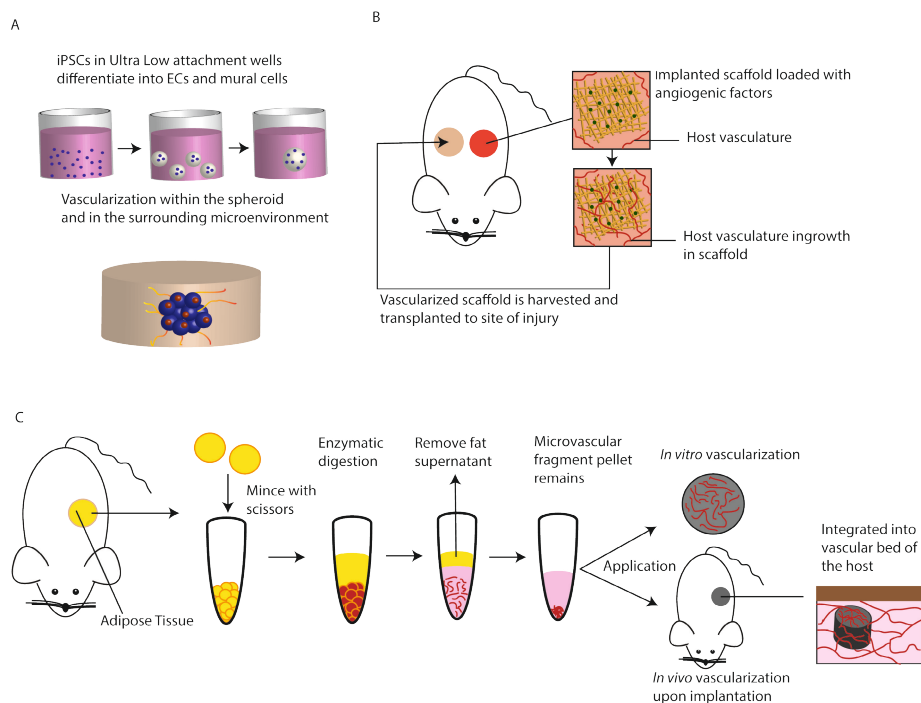 A
iPSCs in Ultra Low attachment wells
differentiate into ECs and mural cells
Vascularization within the spheroid
and in the surrounding microenvironment
B
Implanted scaffold loaded with
angiogenic factors
Host vasculature
Host vasculature ingrowth
in scaffold
Vascularized scaffold is harvested and
transplanted to site of injury
C
Adipose Tissue
Mince with
scissors
Enzymatic
digestion
Remove fat
supernatant
Microvascular
fragment pellet
remains
Application
In vitro vascularization
In vivo vascularization
upon implantation
Integrated into
vascular bed of
the host